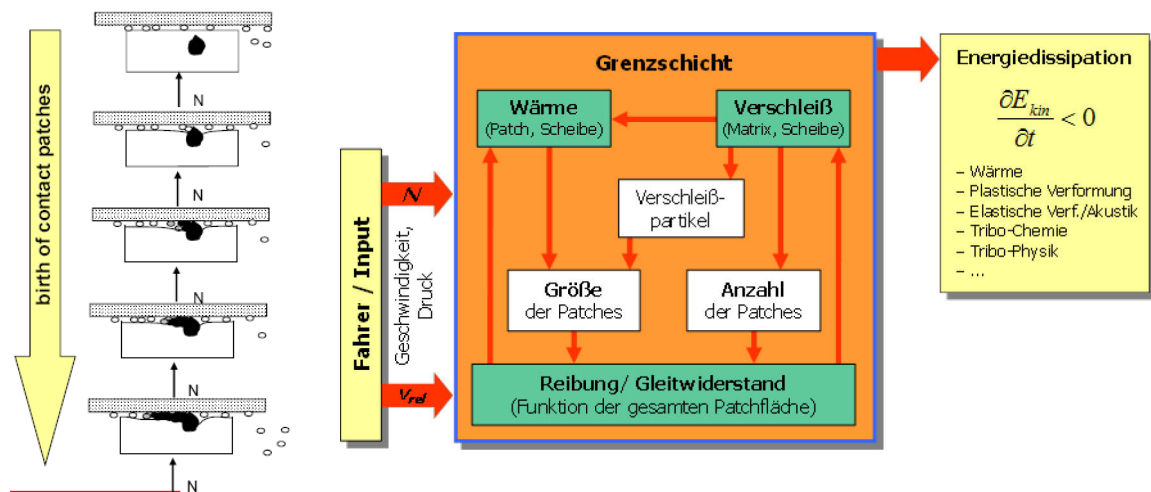 birth of contact patches
N
N
N
N
N
Fahrer / Input
Geschwindigkeit,
Druck
N
v_rel
Grenzschicht
Wärme
(Patch, Scheibe)
Verschleiß
(Matrix, Scheibe)
Verschleiß-
partikel
Größe
der Patches
Anzahl
der Patches
Reibung/ Gleitwiderstand
(Funktion der gesamten Patchfläche)
Energiedissipation
∂E_kin / ∂t < 0
– Wärme
– Plastische Verformung
– Elastische Verf./Akustik
– Tribo-Chemie
– Tribo-Physik
– ...